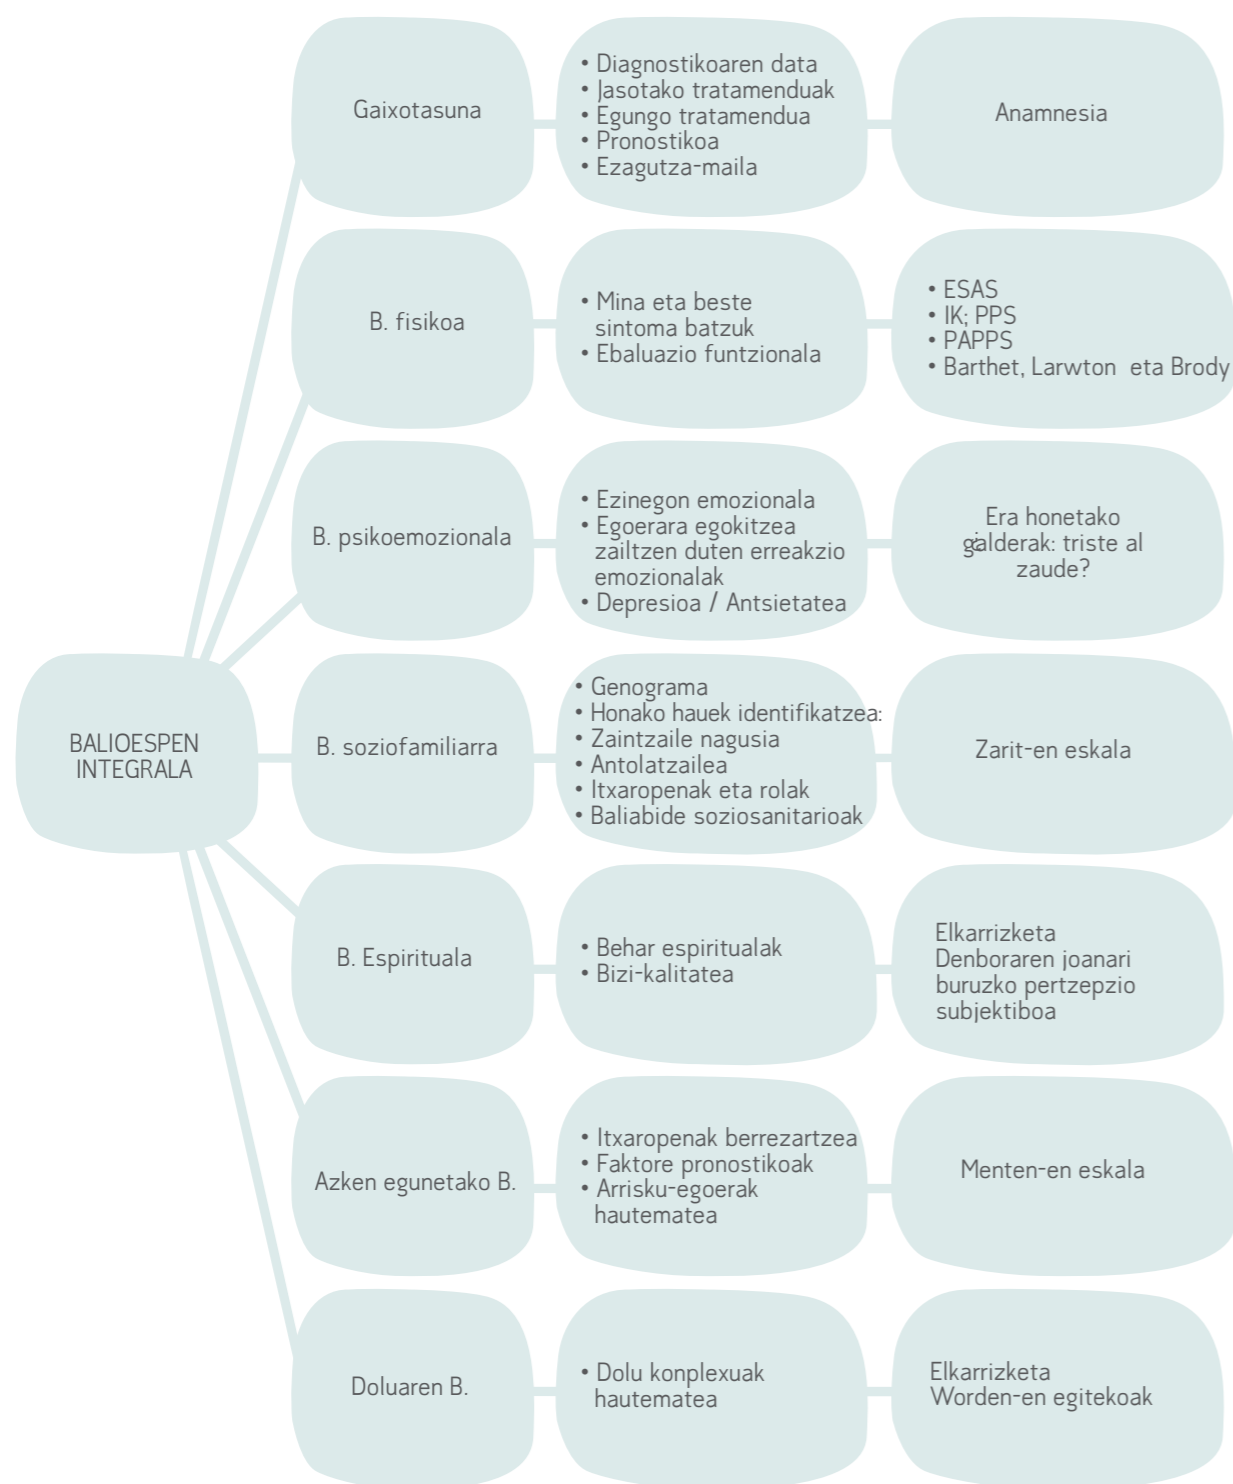 Gaixotasuna
• Diagnostikoaren data
• Jasotako tratamenduak
• Egungo tratamendua
• Pronostikoa
• Ezagutza-maila
Anamnesia
B. fisikoa
• Mina eta beste
sintoma batzuk
• Ebaluazio funtzionala
• ESAS
• IK; PPS
• PAPPS
• Barthet, Larwton eta Brody
B. psikoemozionala
• Ezinegon emozionala
• Egoerara egokitzea
zailtzen duten erreakzio
emozionalak
• Depresioa / Antsietatea
Era honetako
galderak: ¿triste al
zaude?
BALIOESPEN
INTEGRALA
B. soziofamiliarra
• Genograma
• Honako hauek identifikatzea:
• Zaintzaile nagusia
• Antolatzailea
• Itxaropenak eta rolak
• Baliabide soziosanitarioak
Zarit-en eskala
B. Espirituala
• Behar espiritualak
• Bizi-kalitatea
Elkarrizketa
Denboraren joanari
buruzko pertzepzio
subjektiboa
Azken egunetako B.
• Itxaropenak berrezartzea
• Faktore pronostikoak
• Arrisku-egoerak
hautematea
Menten-en eskala
Doluaren B.
• Dolu konplexuak
hautematea
Elkarrizketa
Worden-en egitekoak